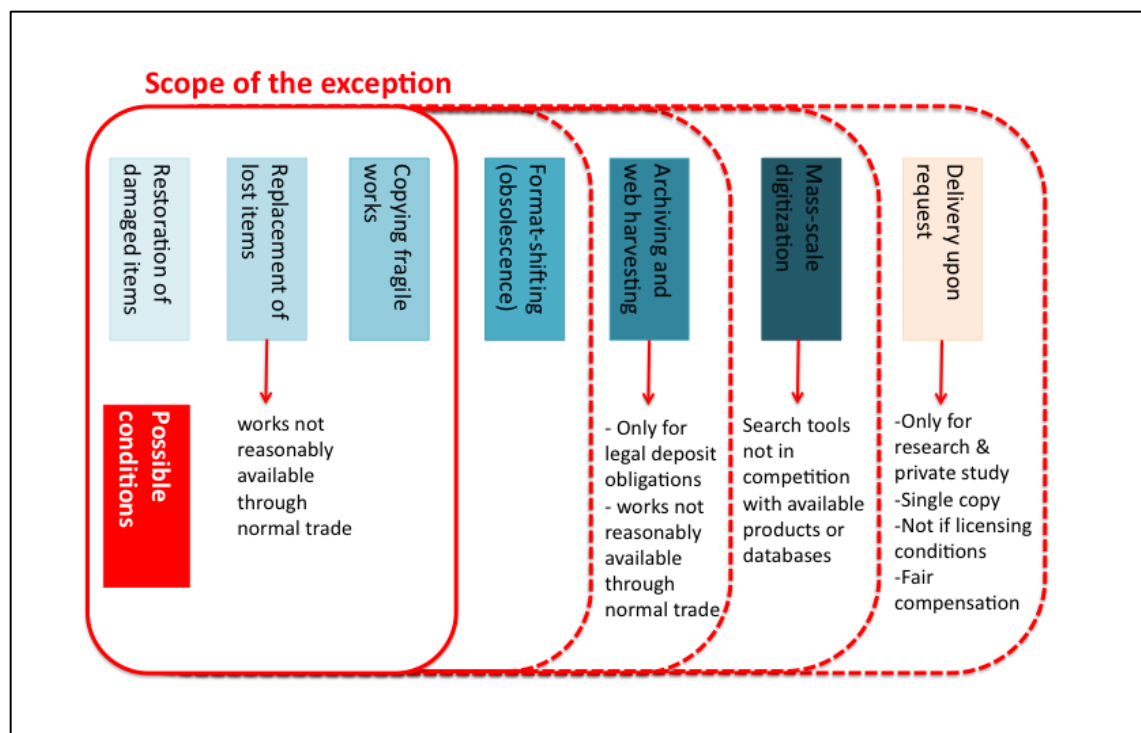 Scope of the exception
Restoration of
damaged items
Replacement of
lost items
Copying fragile
works
Format-shifting
(obsolescence)
Archiving and
web harvesting
Mass-scale
digitization
Delivery upon
request
Possible
conditions
works not
reasonably
available
through
normal trade
- Only for
legal deposit
obligations
- works not
reasonably
available
through
normal trade
Search tools
not in
competition
with available
products or
databases
-Only for
research &
private study
-Single copy
-Not if licensing
conditions
-Fair
compensation